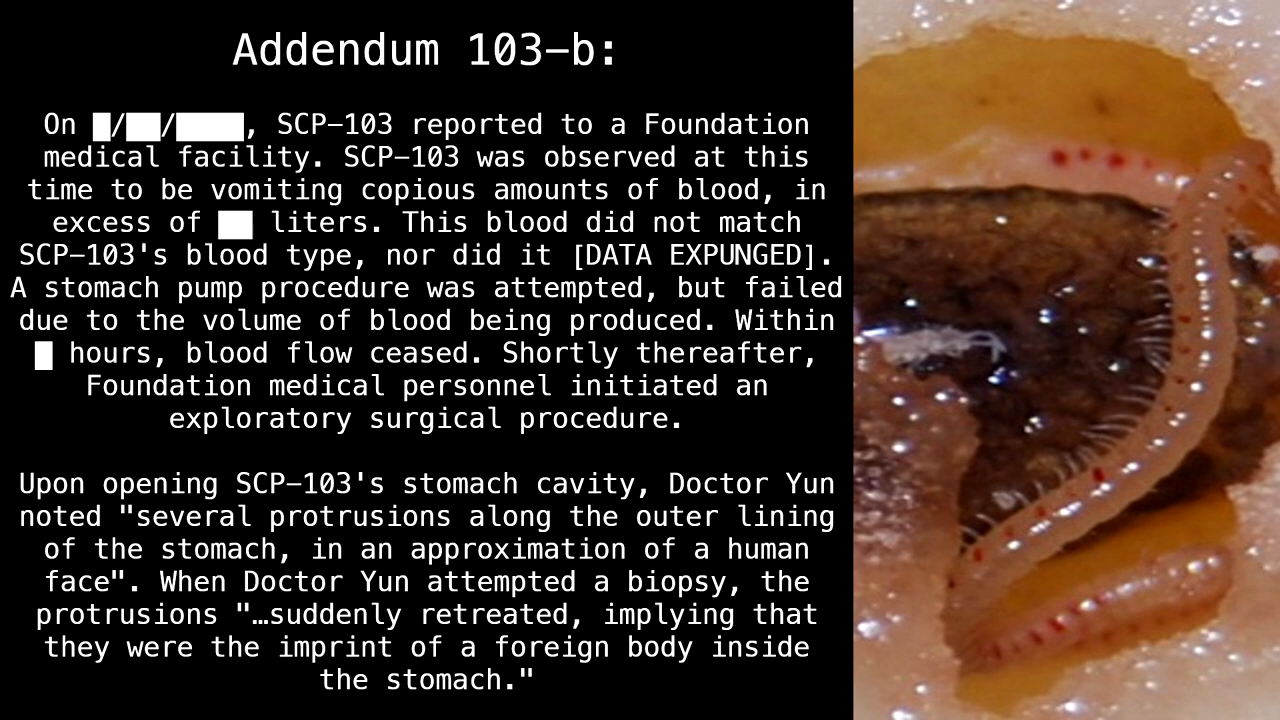 Addendum 103-b:
On █/██/████, SCP-103 reported to a Foundation
medical facility. SCP-103 was observed at this
time to be vomiting copious amounts of blood, in
excess of ██ liters. This blood did not match
SCP-103's blood type, nor did it [DATA EXPUNGED].
A stomach pump procedure was attempted, but failed
due to the volume of blood being produced. Within
█ hours, blood flow ceased. Shortly thereafter,
Foundation medical personnel initiated an
exploratory surgical procedure.
Upon opening SCP-103's stomach cavity, Doctor Yun
noted "several protrusions along the outer lining
of the stomach, in an approximation of a human
face". When Doctor Yun attempted a biopsy, the
protrusions "…suddenly retreated, implying that
they were the imprint of a foreign body inside
the stomach."